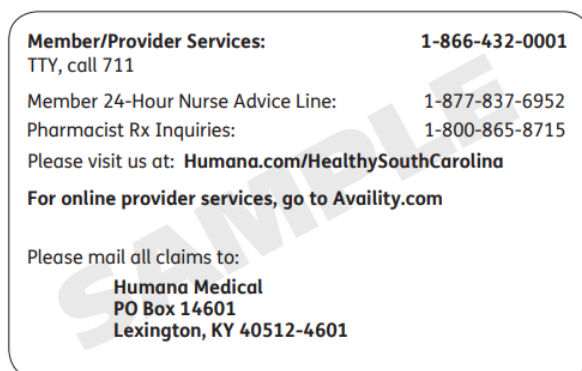 Member/Provider Services: 1-866-432-0001
TTY, call 711
Member 24-Hour Nurse Advice Line: 1-877-837-6952
Pharmacist Rx Inquiries: 1-800-865-8715
Please visit us at: Humana.com/HealthySouthCarolina
For online provider services, go to Availity.com
Please mail all claims to:
Humana Medical
PO Box 14601
Lexington, KY 40512-4601
SAMPLE